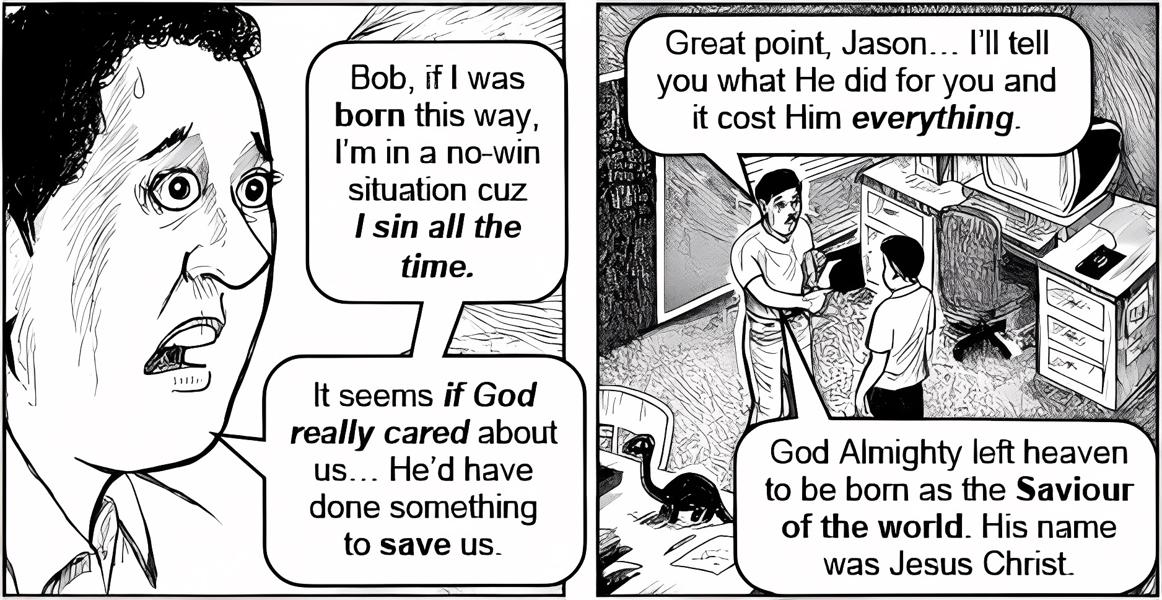 Bob, if I was
born this way,
I'm in a no-win
situation cuz
I sin all the
time.
It seems if God
really cared about
us... He'd have
done something
to save us.
Great point, Jason... I'll tell
you what He did for you and
it cost Him everything.
God Almighty left heaven
to be born as the Saviour
of the world. His name
was Jesus Christ.